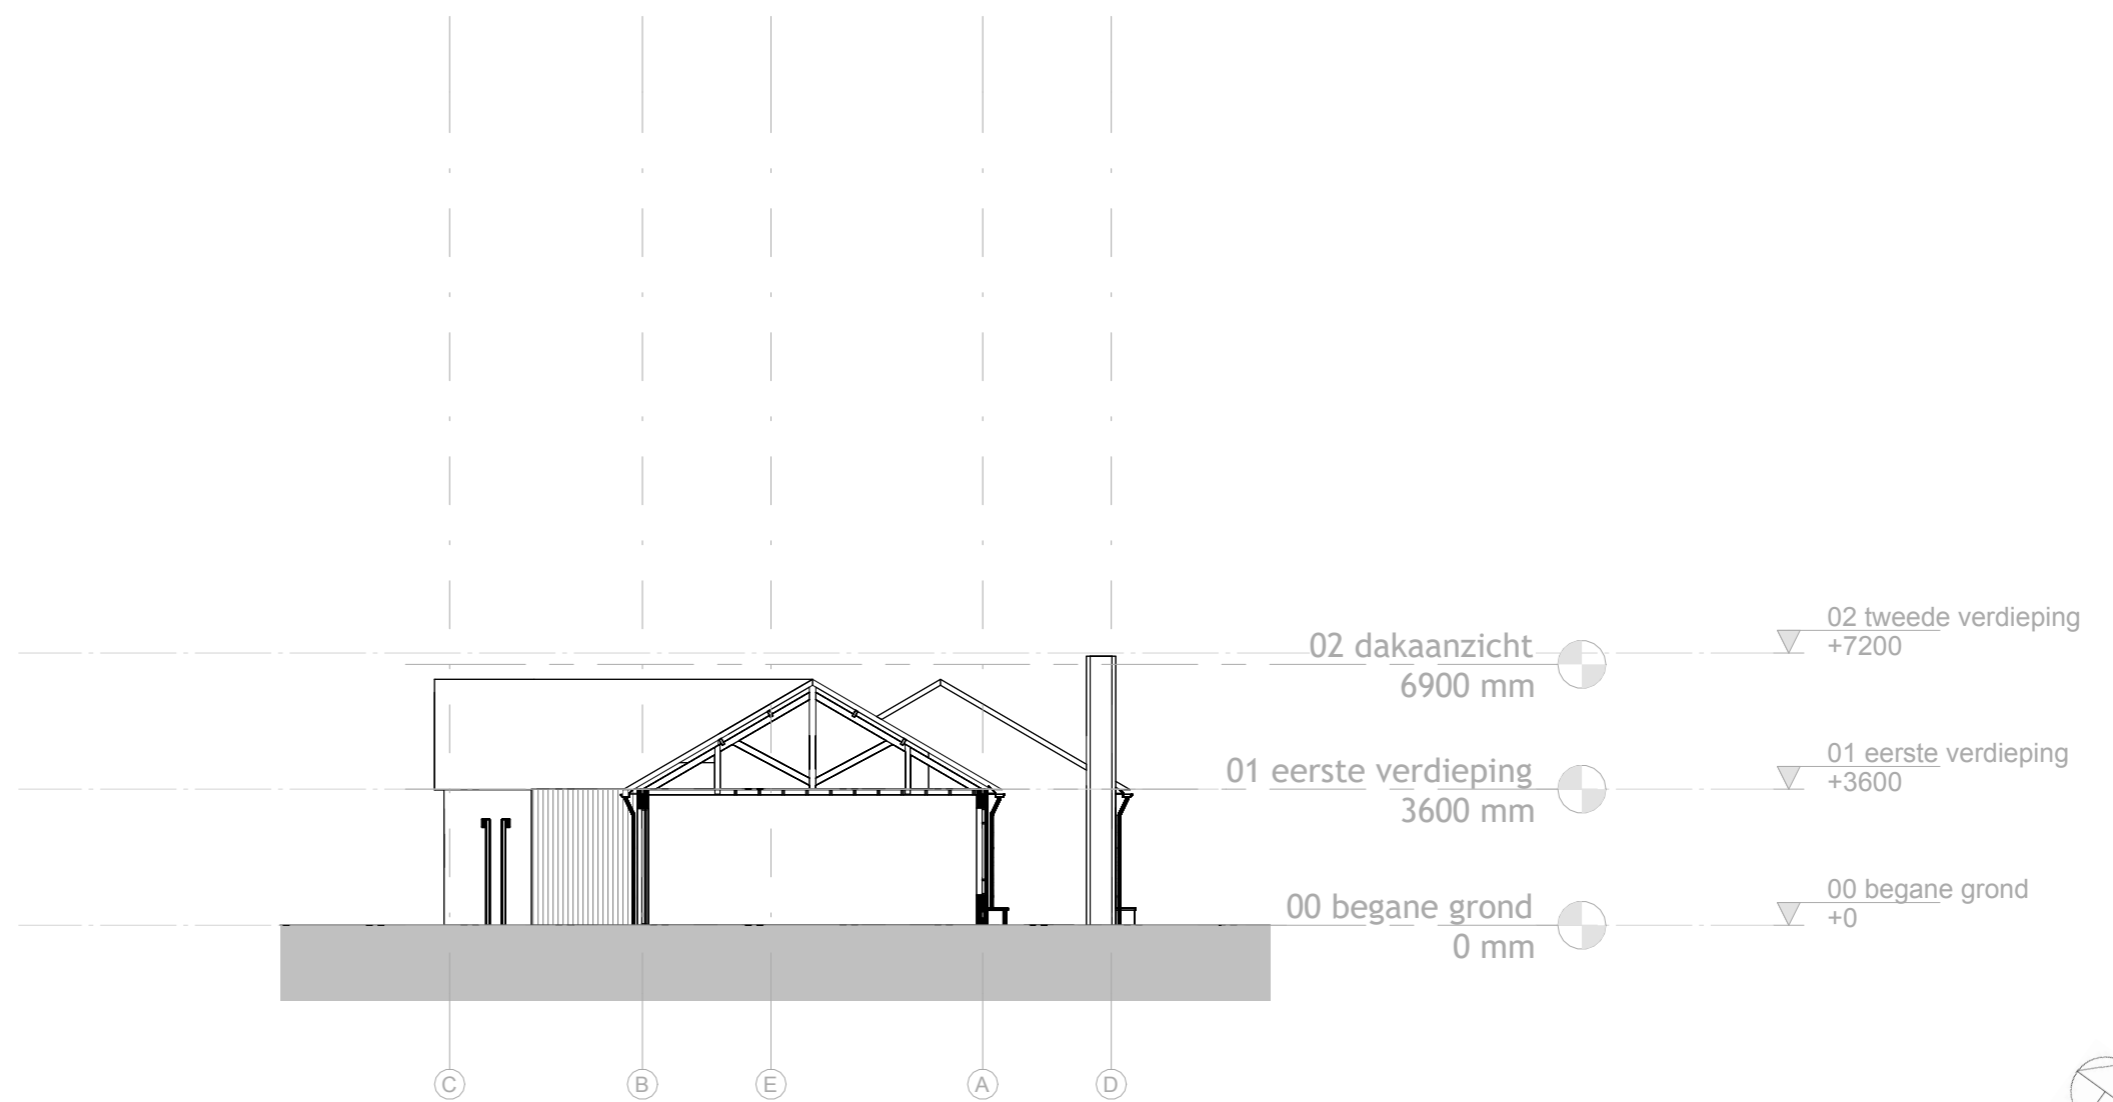 02 tweede verdieping
+7200
02 dakaanzicht
6900 mm
01 eerste verdieping
+3600
01 eerste verdieping
3600 mm
00 begane grond
+0
00 begane grond
0 mm
C B E A D